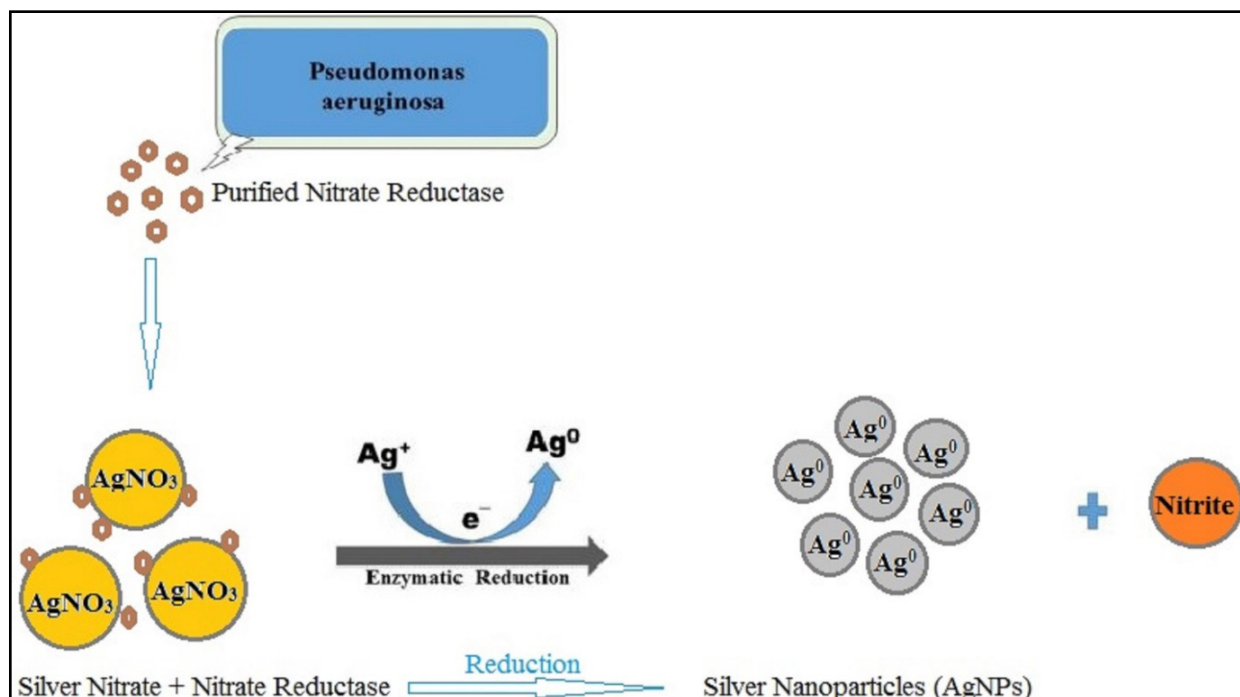 Pseudomonas
aeruginosa
Purified Nitrate Reductase
AgNO₃
AgNO₃
AgNO₃
Ag⁺
Ag⁰
e⁻
Enzymatic Reduction
Ag⁰
Ag⁰
Ag⁰
Ag⁰
Ag⁰
Ag⁰
Ag⁰
Nitrite
Reduction
Silver Nitrate + Nitrate Reductase
Silver Nanoparticles (AgNPs)